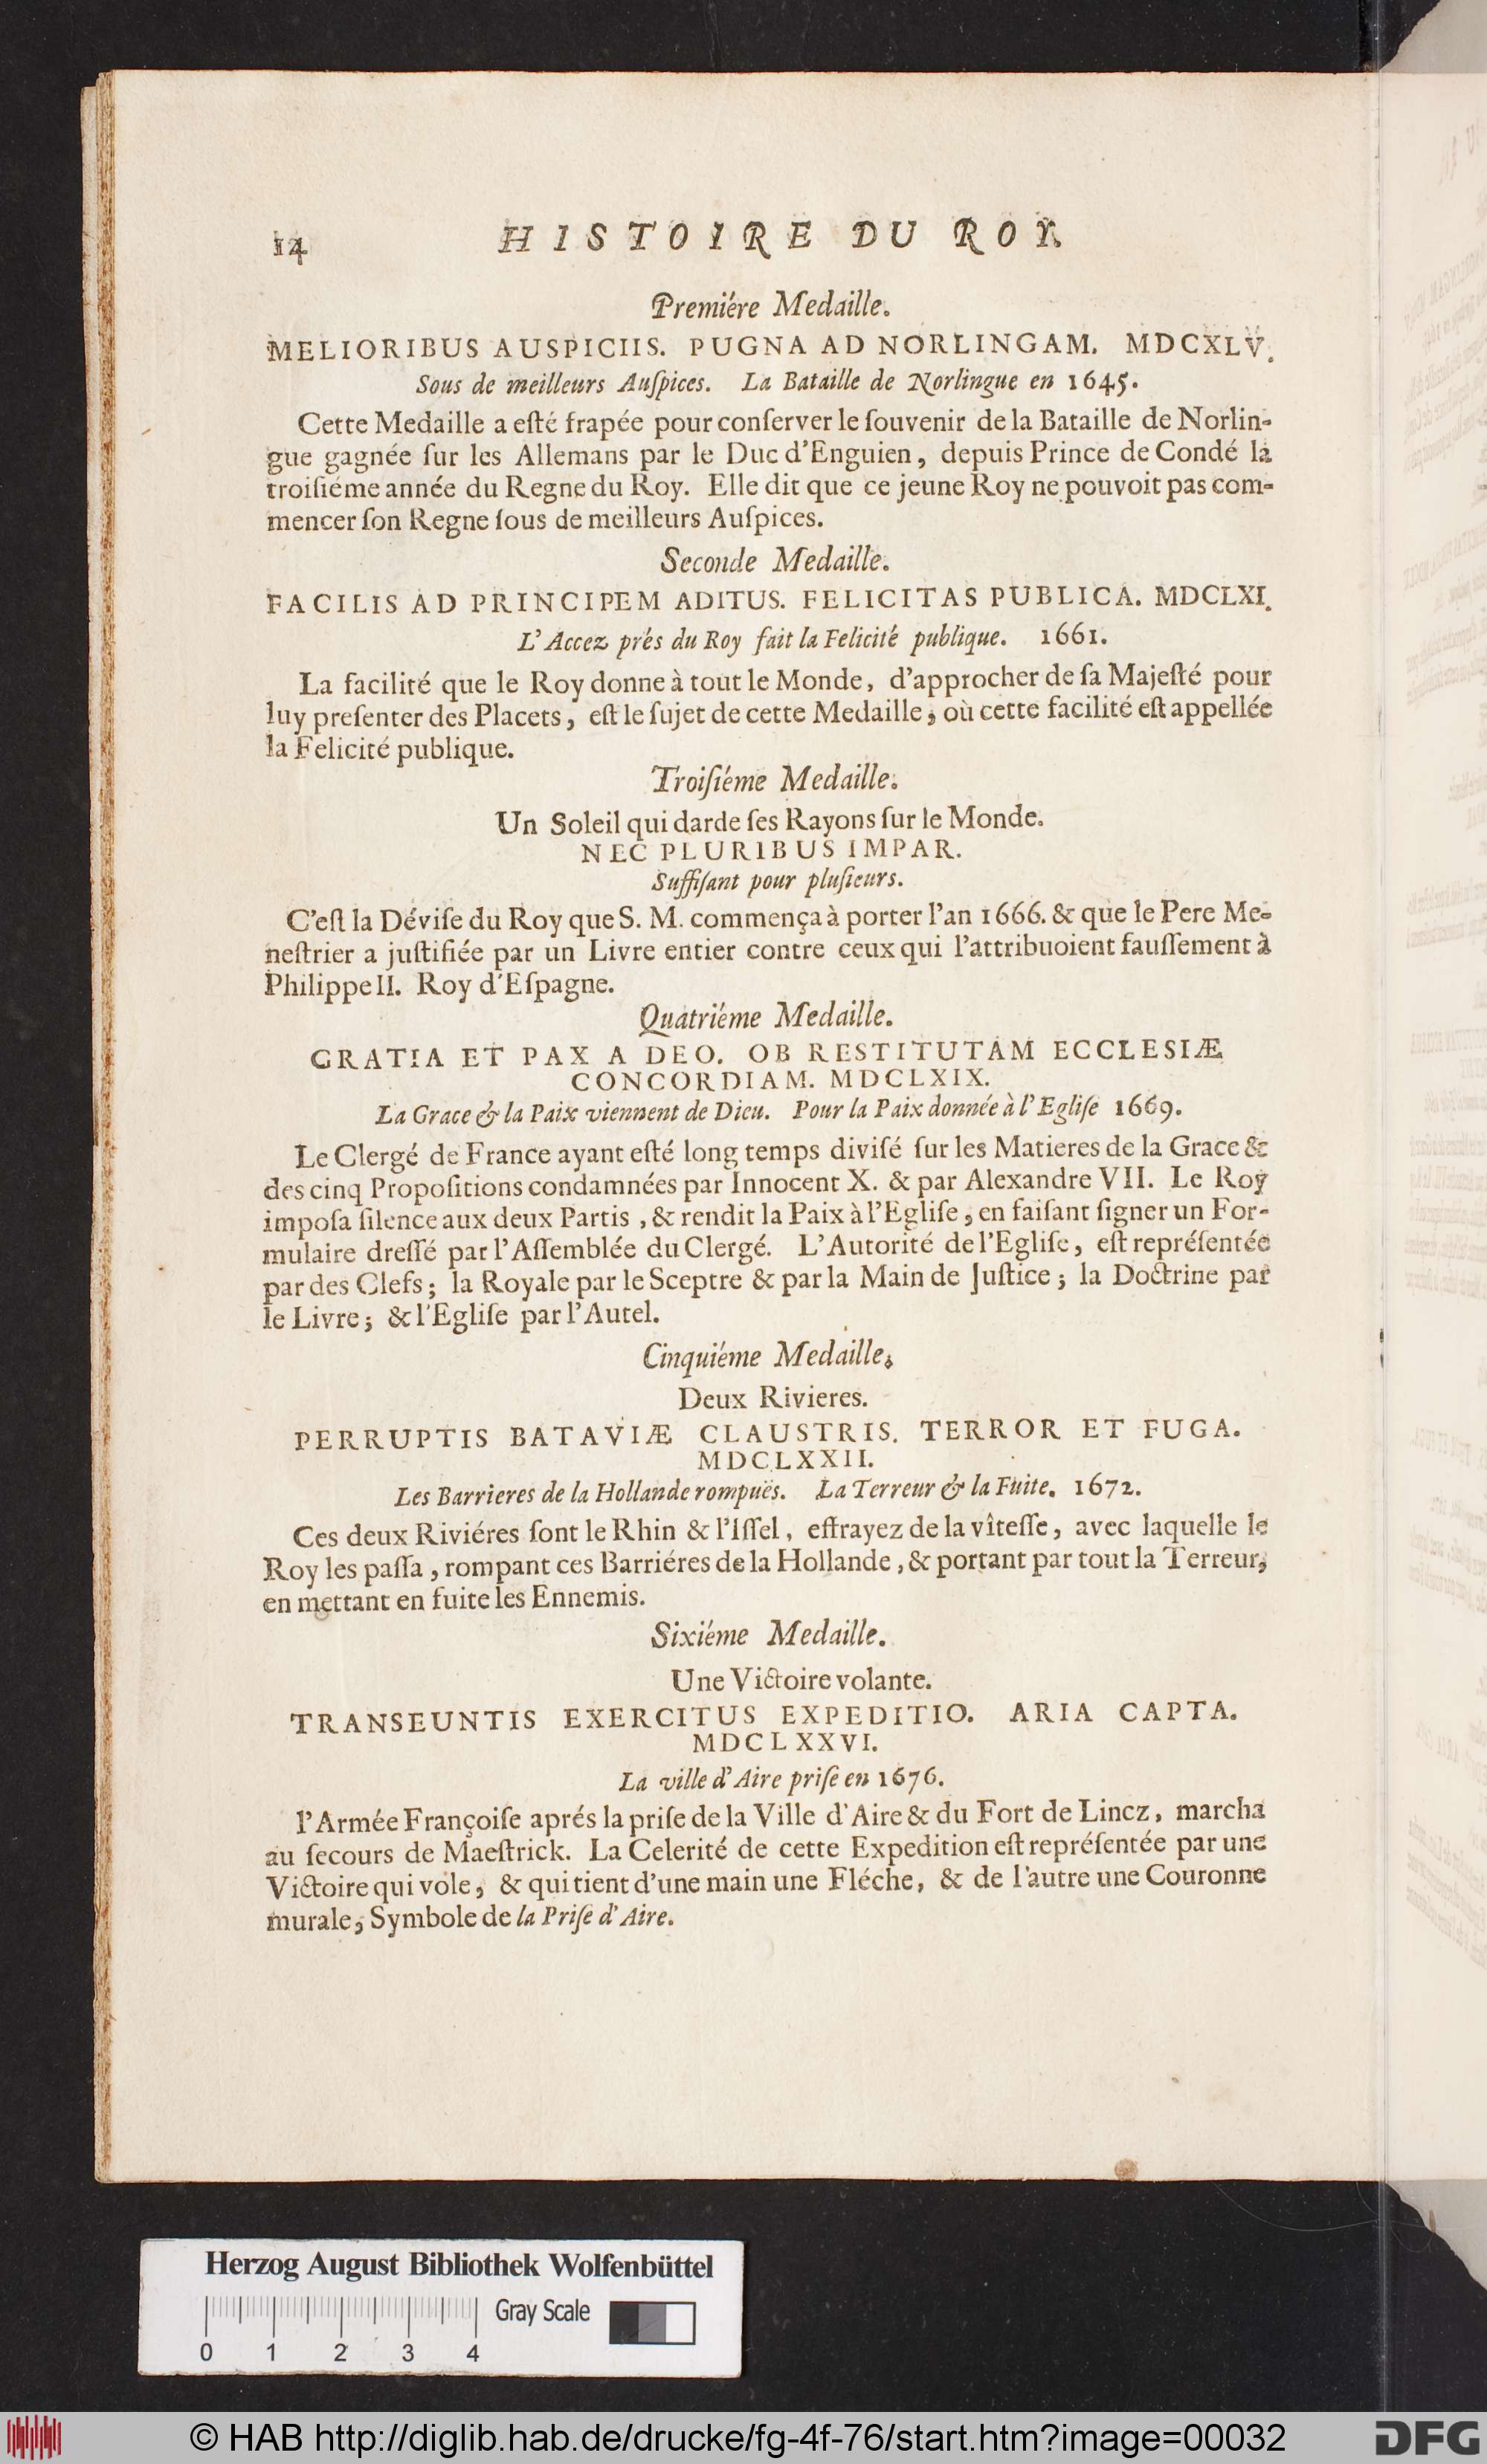 14 HISTOIRE DU ROY.
Premiére Medaille.
MELIORIBUS AUSPICIIS. PUGNA AD NORLINGAM. MDCXLV.
Sous de meilleurs Auſpices. La Bataille de Norlingue en 1645.
Cette Medaille a eſté frapée pour conſerver le ſouvenir de la Bataille de Norlin-
gue gagnée ſur les Allemans par le Duc d'Enguien, depuis Prince de Condé la
troiſiéme année du Regne du Roy. Elle dit que ce jeune Roy ne pouvoit pas com-
mencer ſon Regne ſous de meilleurs Auſpices.
Seconde Medaille.
FACILIS AD PRINCIPEM ADITUS. FELICITAS PUBLICA. MDCLXI.
L'Accez prés du Roy fait la Felicité publique. 1661.
La facilité que le Roy donne à tout le Monde, d'approcher de ſa Majeſté pour
luy preſenter des Placets, eſt le ſujet de cette Medaille, où cette facilité eſt appellée
la Felicité publique.
Troiſiéme Medaille.
Un Soleil qui darde ſes Rayons ſur le Monde.
NEC PLURIBUS IMPAR.
Suffiſant pour pluſieurs.
C'eſt la Déviſe du Roy que S. M. commença à porter l'an 1666. & que le Pere Me-
neſtrier a juſtifiée par un Livre entier contre ceux qui l'attribuoient fauſſement à
Philippe II. Roy d'Eſpagne.
Quatriéme Medaille.
GRATIA ET PAX A DEO. OB RESTITUTAM ECCLESIÆ
CONCORDIAM. MDCLXIX.
La Grace & la Paix viennent de Dieu. Pour la Paix donnée à l'Egliſe 1669.
Le Clergé de France ayant eſté long temps diviſé ſur les Matieres de la Grace &
des cinq Propoſitions condamnées par Innocent X. & par Alexandre VII. Le Roy
impoſa ſilence aux deux Partis, & rendit la Paix à l'Egliſe, en faiſant ſigner un For-
mulaire dreſſé par l'Aſſemblée du Clergé. L'Autorité de l'Egliſe, eſt repréſentée
par des Clefs; la Royale par le Sceptre & par la Main de Juſtice; la Doctrine par
le Livre; & l'Egliſe par l'Autel.
Cinquiéme Medaille.
Deux Rivieres.
PERRUPTIS BATAVIÆ CLAUSTRIS. TERROR ET FUGA.
MDCLXXII.
Les Barrieres de la Hollande rompuës. La Terreur & la Fuite. 1672.
Ces deux Riviéres ſont le Rhin & l'Iſſel, effrayez de la vîteſſe, avec laquelle le
Roy les paſſa, rompant ces Barriéres de la Hollande, & portant par tout la Terreur,
en mettant en fuite les Ennemis.
Sixiéme Medaille.
Une Victoire volante.
TRANSEUNTIS EXERCITUS EXPEDITIO. ARIA CAPTA.
MDCLXXVI.
La ville d'Aire priſe en 1676.
l'Armée Françoiſe aprés la priſe de la Ville d'Aire & du Fort de Lincz, marcha
au ſecours de Maeſtrick. La Celerité de cette Expedition eſt repréſentée par une
Victoire qui vole, & qui tient d'une main une Fléche, & de l'autre une Couronne
murale, Symbole de la Priſe d'Aire.
Herzog August Bibliothek Wolfenbüttel
Gray Scale
0 1 2 3 4
© HAB http://diglib.hab.de/drucke/fg-4f-76/start.htm?image=00032
DFG